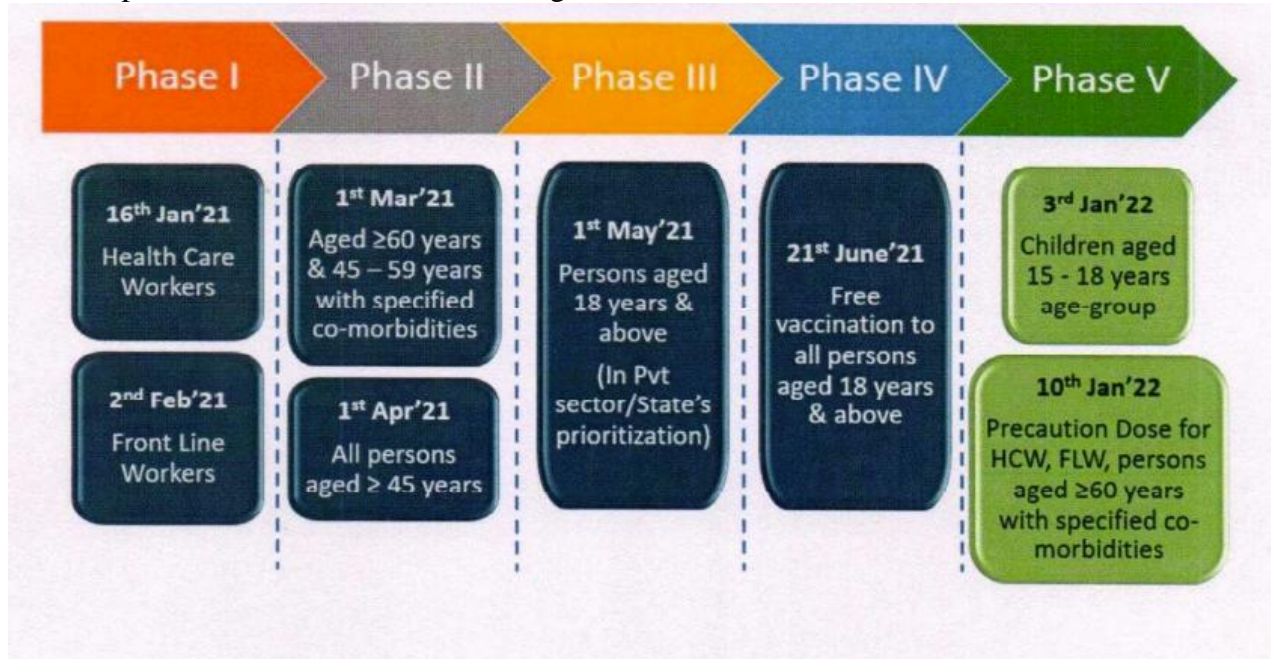 Phase I
Phase II
Phase III
Phase IV
Phase V
16th Jan'21
Health Care
Workers
2nd Feb'21
Front Line
Workers
1st Mar'21
Aged ≥60 years
& 45 – 59 years
with specified
co-morbidities
1st Apr'21
All persons
aged ≥ 45 years
1st May'21
Persons aged
18 years &
above
(In Pvt
sector/State's
prioritization)
21st June'21
Free
vaccination to
all persons
aged 18 years
& above
3rd Jan'22
Children aged
15 - 18 years
age-group
10th Jan'22
Precaution Dose for
HCW, FLW, persons
aged ≥60 years
with specified co-
morbidities